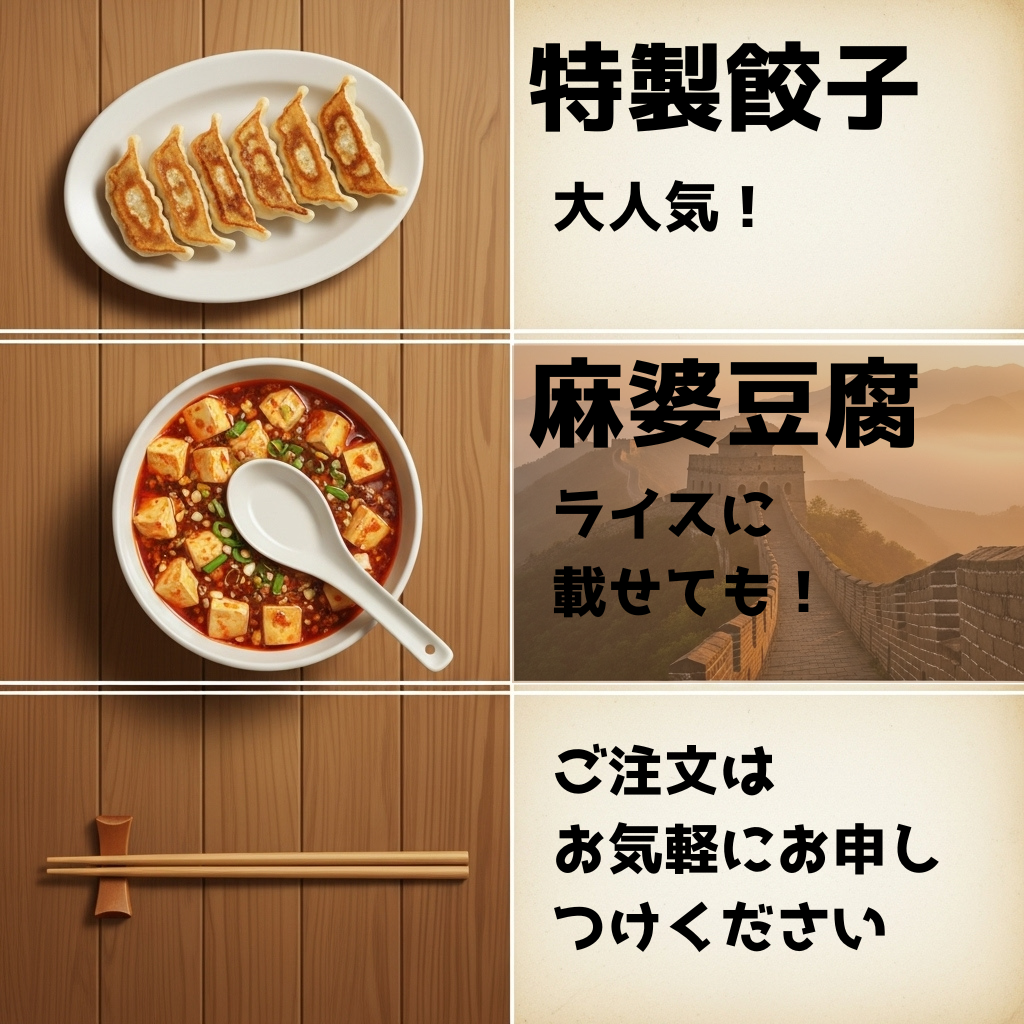 特製餃子
大人気！
麻婆豆腐
ライスに
載せても！
ご注文は
お気軽にお申し
つけください